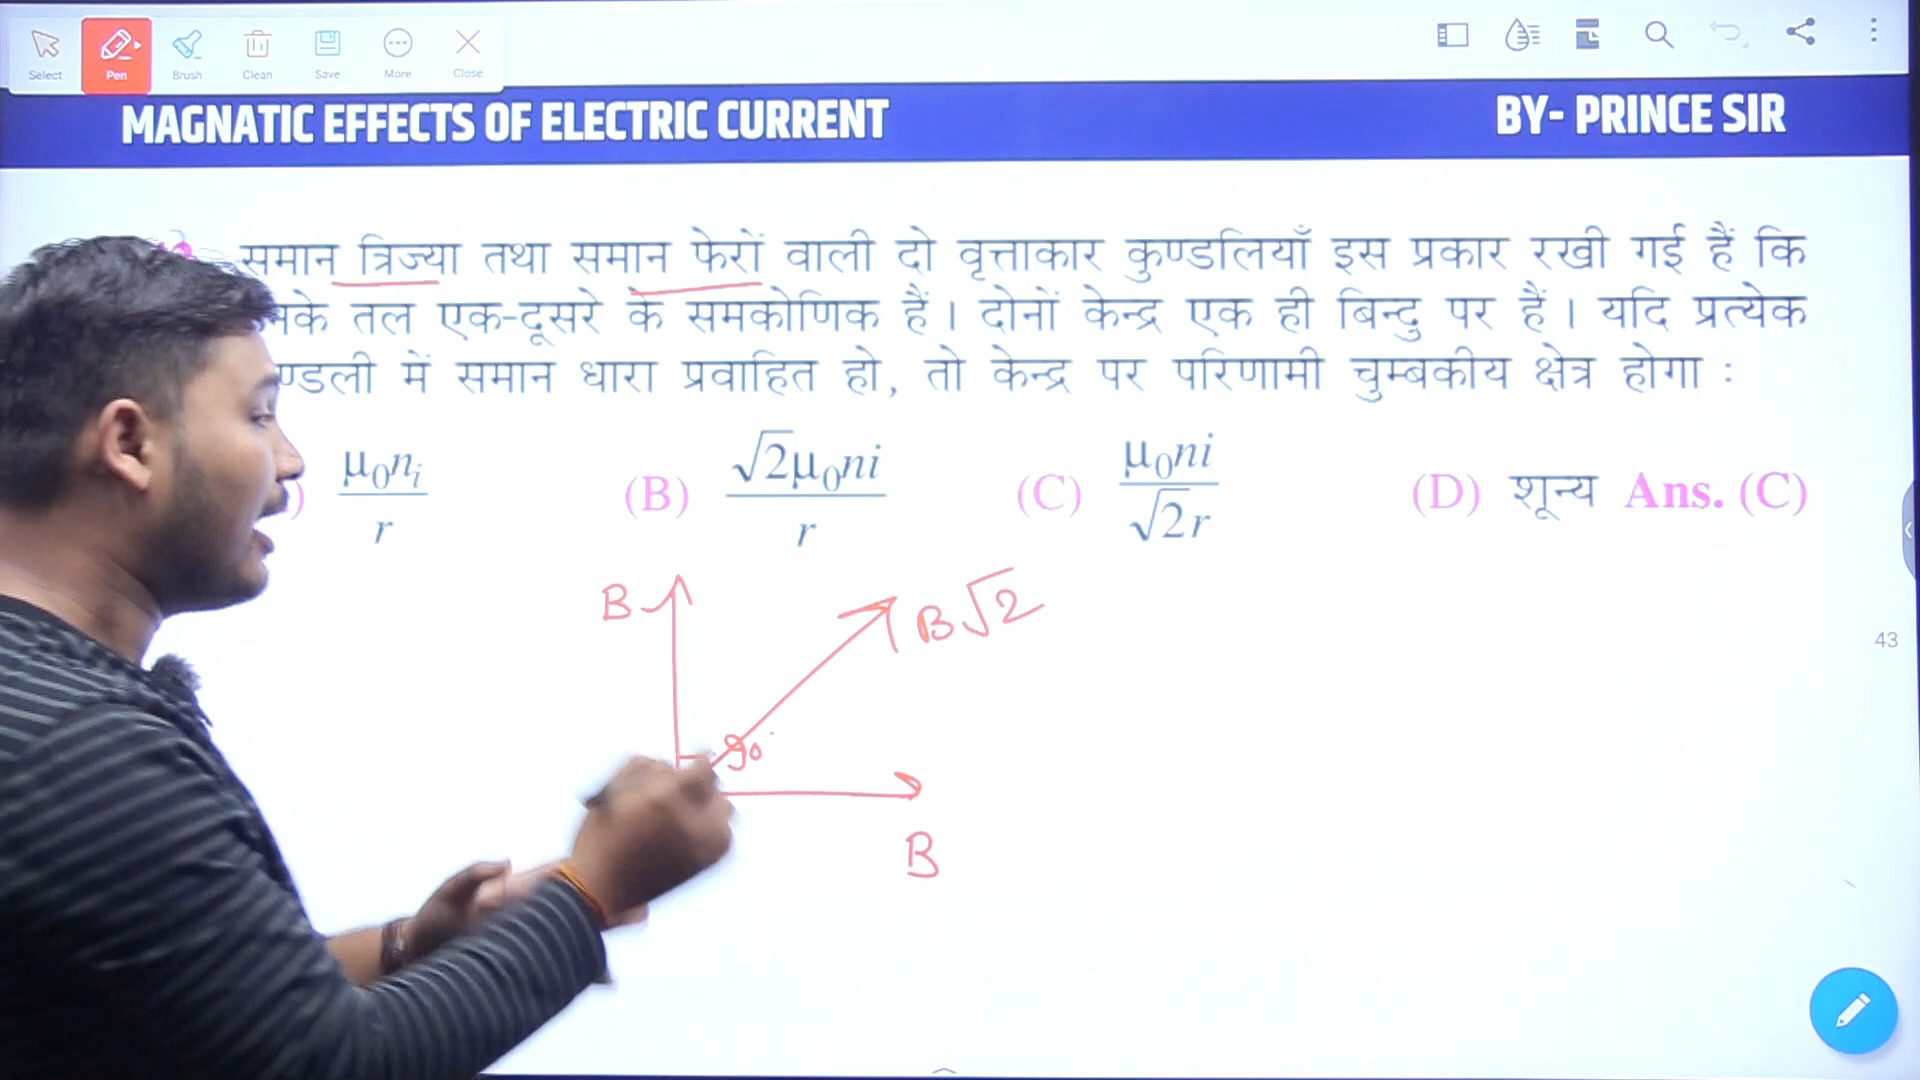 Select Pen Brush Clean Save More Close
MAGNATIC EFFECTS OF ELECTRIC CURRENT BY- PRINCE SIR
समान त्रिज्या तथा समान फेरों वाली दो वृत्ताकार कुण्डलियाँ इस प्रकार रखी गई हैं कि
नके तल एक-दूसरे के समकोणिक हैं। दोनों केन्द्र एक ही बिन्दु पर हैं। यदि प्रत्येक
ण्डली में समान धारा प्रवाहित हो, तो केन्द्र पर परिणामी चुम्बकीय क्षेत्र होगा :
) μ₀nᵢ/r (B) √2μ₀ni/r (C) μ₀ni/√2r (D) शून्य Ans. (C)
B
B√2
43
90°
B